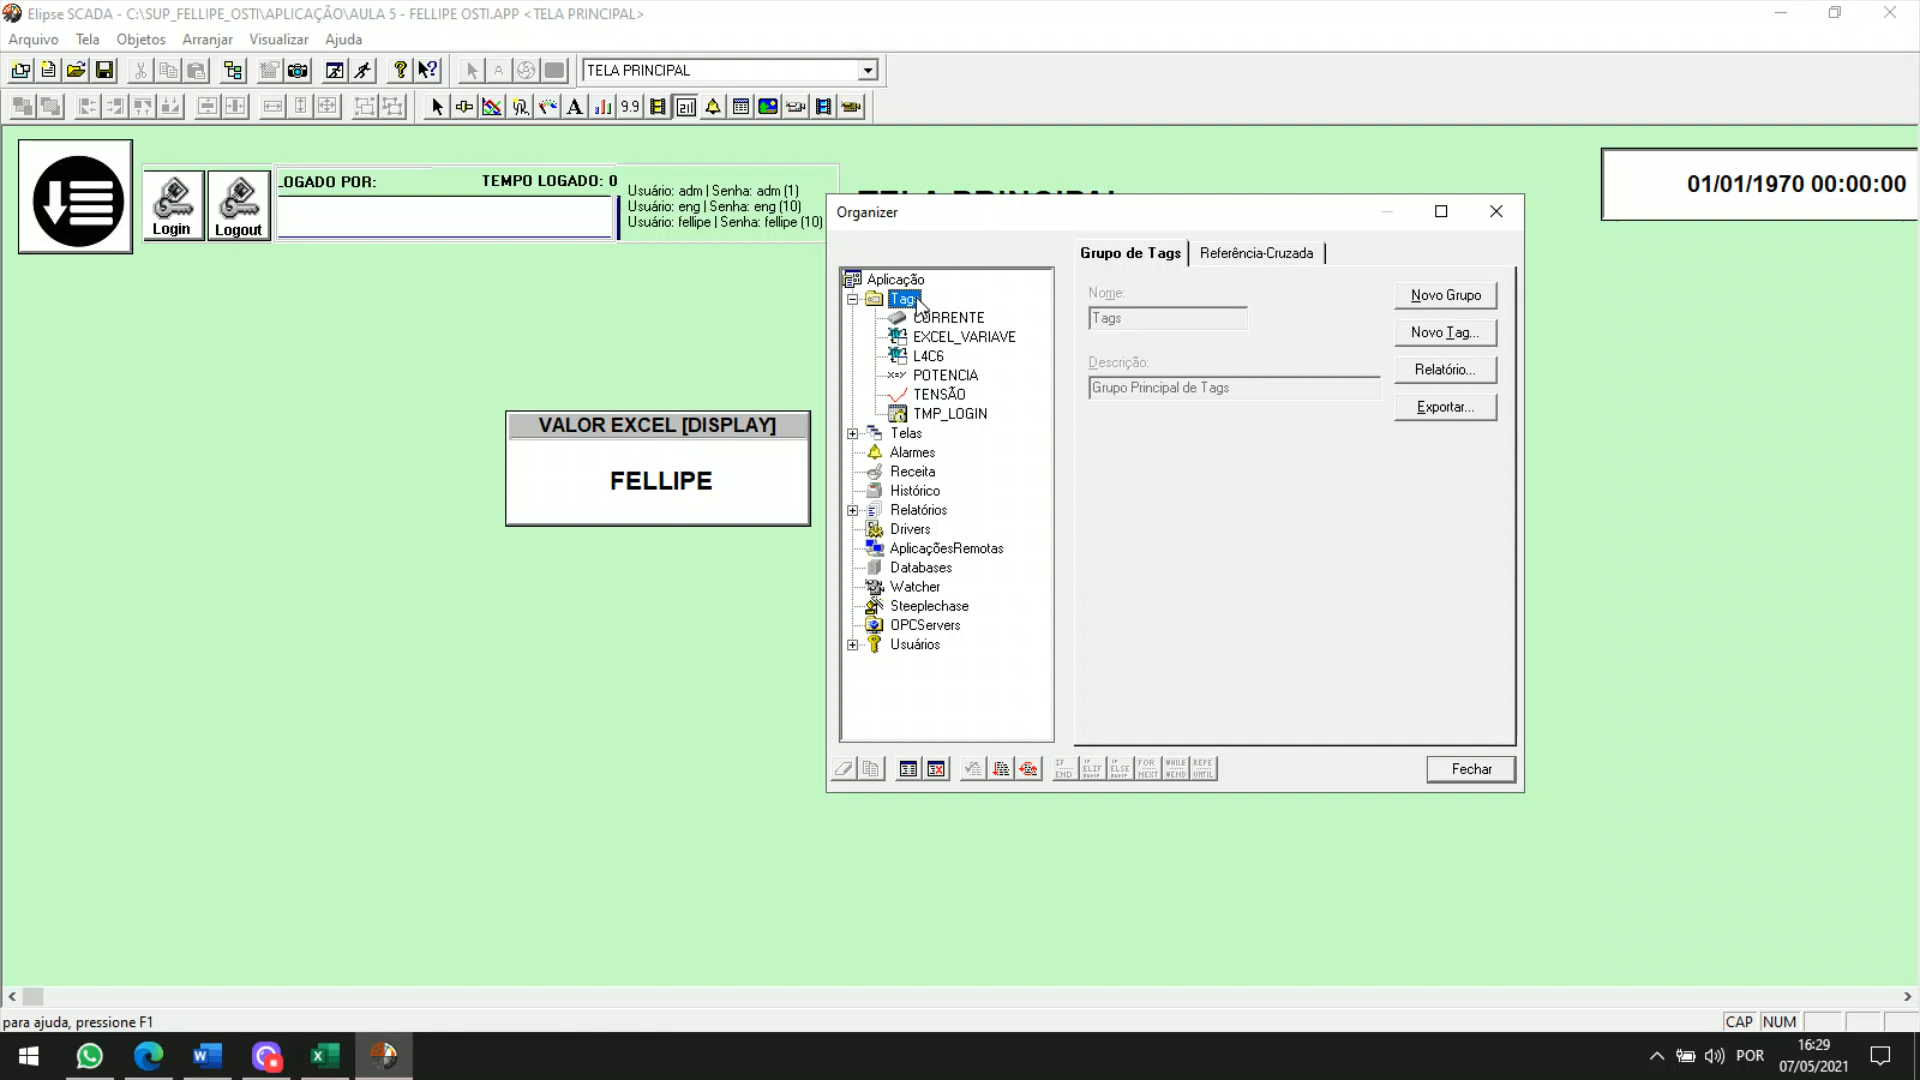 Elipse SCADA - C:\SUP_FELLIPE_OSTI\APLICAÇÃO\AULA 5 - FELLIPE OSTI.APP <TELA PRINCIPAL>
Arquivo Tela Objetos Arranjar Visualizar Ajuda
TELA PRINCIPAL
A 9.9
Login
Logout
LOGADO POR: TEMPO LOGADO: 0
Usuário: adm | Senha: adm (1)
Usuário: eng | Senha: eng (10)
Usuário: fellipe | Senha: fellipe (10)
TELA PRINCIPAL
01/01/1970 00:00:00
VALOR EXCEL [DISPLAY]
FELLIPE
Organizer
Aplicação
Tags
CORRENTE
EXCEL_VARIAVE
L4C6
POTENCIA
TENSÃO
TMP_LOGIN
Telas
Alarmes
Receita
Histórico
Relatórios
Drivers
AplicaçõesRemotas
Databases
Watcher
Steeplechase
OPCServers
Usuários
Grupo de Tags Referência-Cruzada
Nome:
Tags
Descrição:
Grupo Principal de Tags
Novo Grupo
Novo Tag...
Relatório...
Exportar...
Fechar
para ajuda, pressione F1
CAP NUM
POR
16:29
07/05/2021